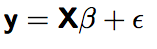 y = Xβ + ϵ